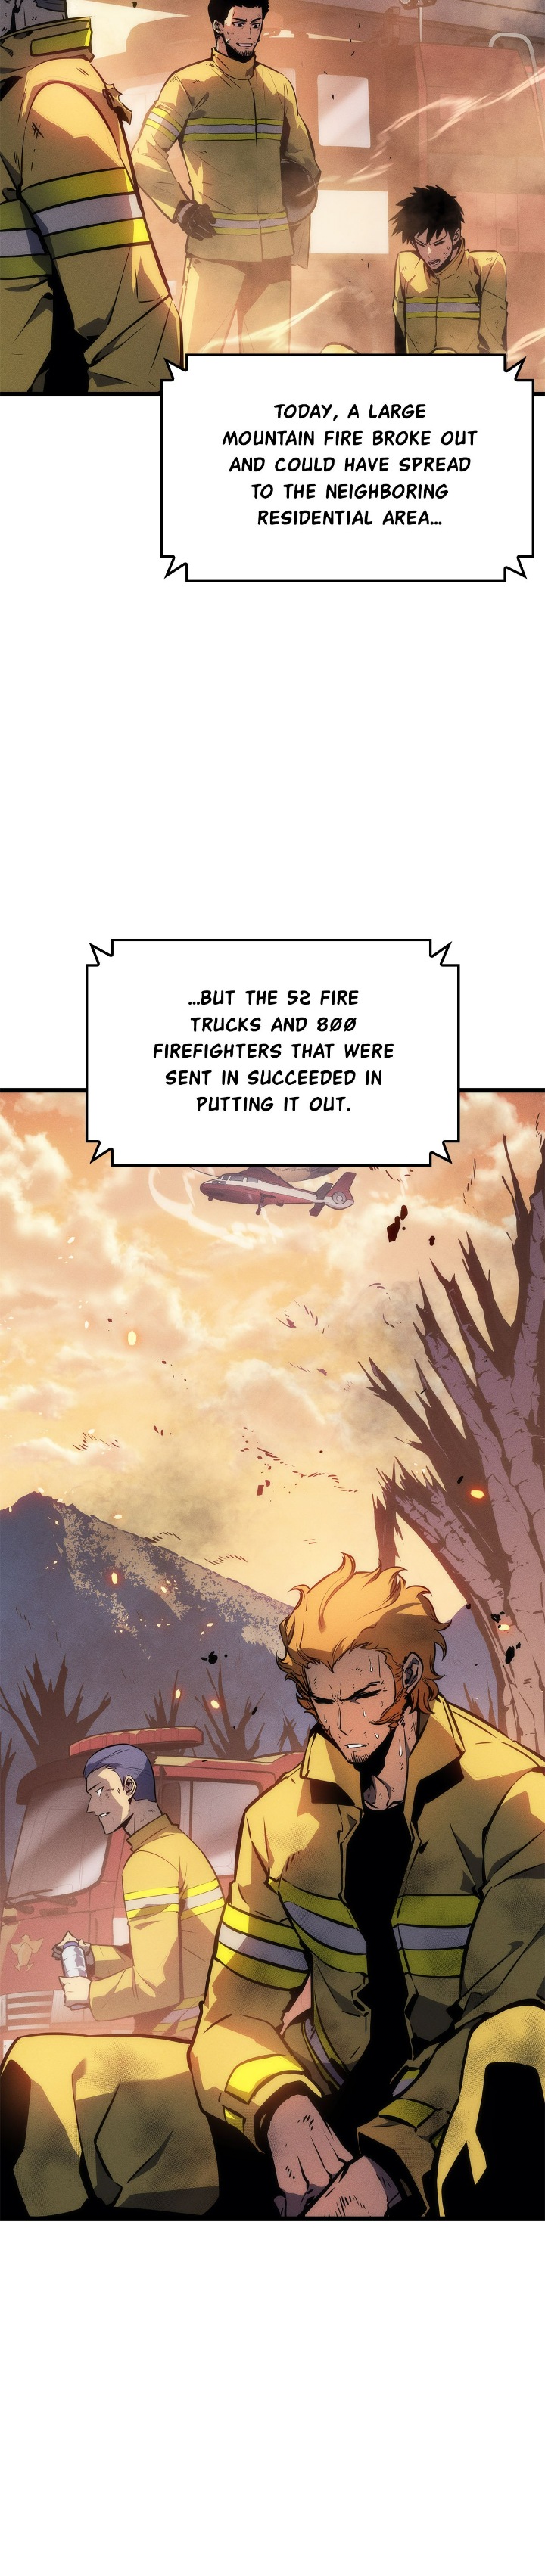 TODAY, A LARGE
MOUNTAIN FIRE BROKE OUT
AND COULD HAVE SPREAD
TO THE NEIGHBORING
RESIDENTIAL AREA...
...BUT THE 52 FIRE
TRUCKS AND 800
FIREFIGHTERS THAT WERE
SENT IN SUCCEEDED IN
PUTTING IT OUT.